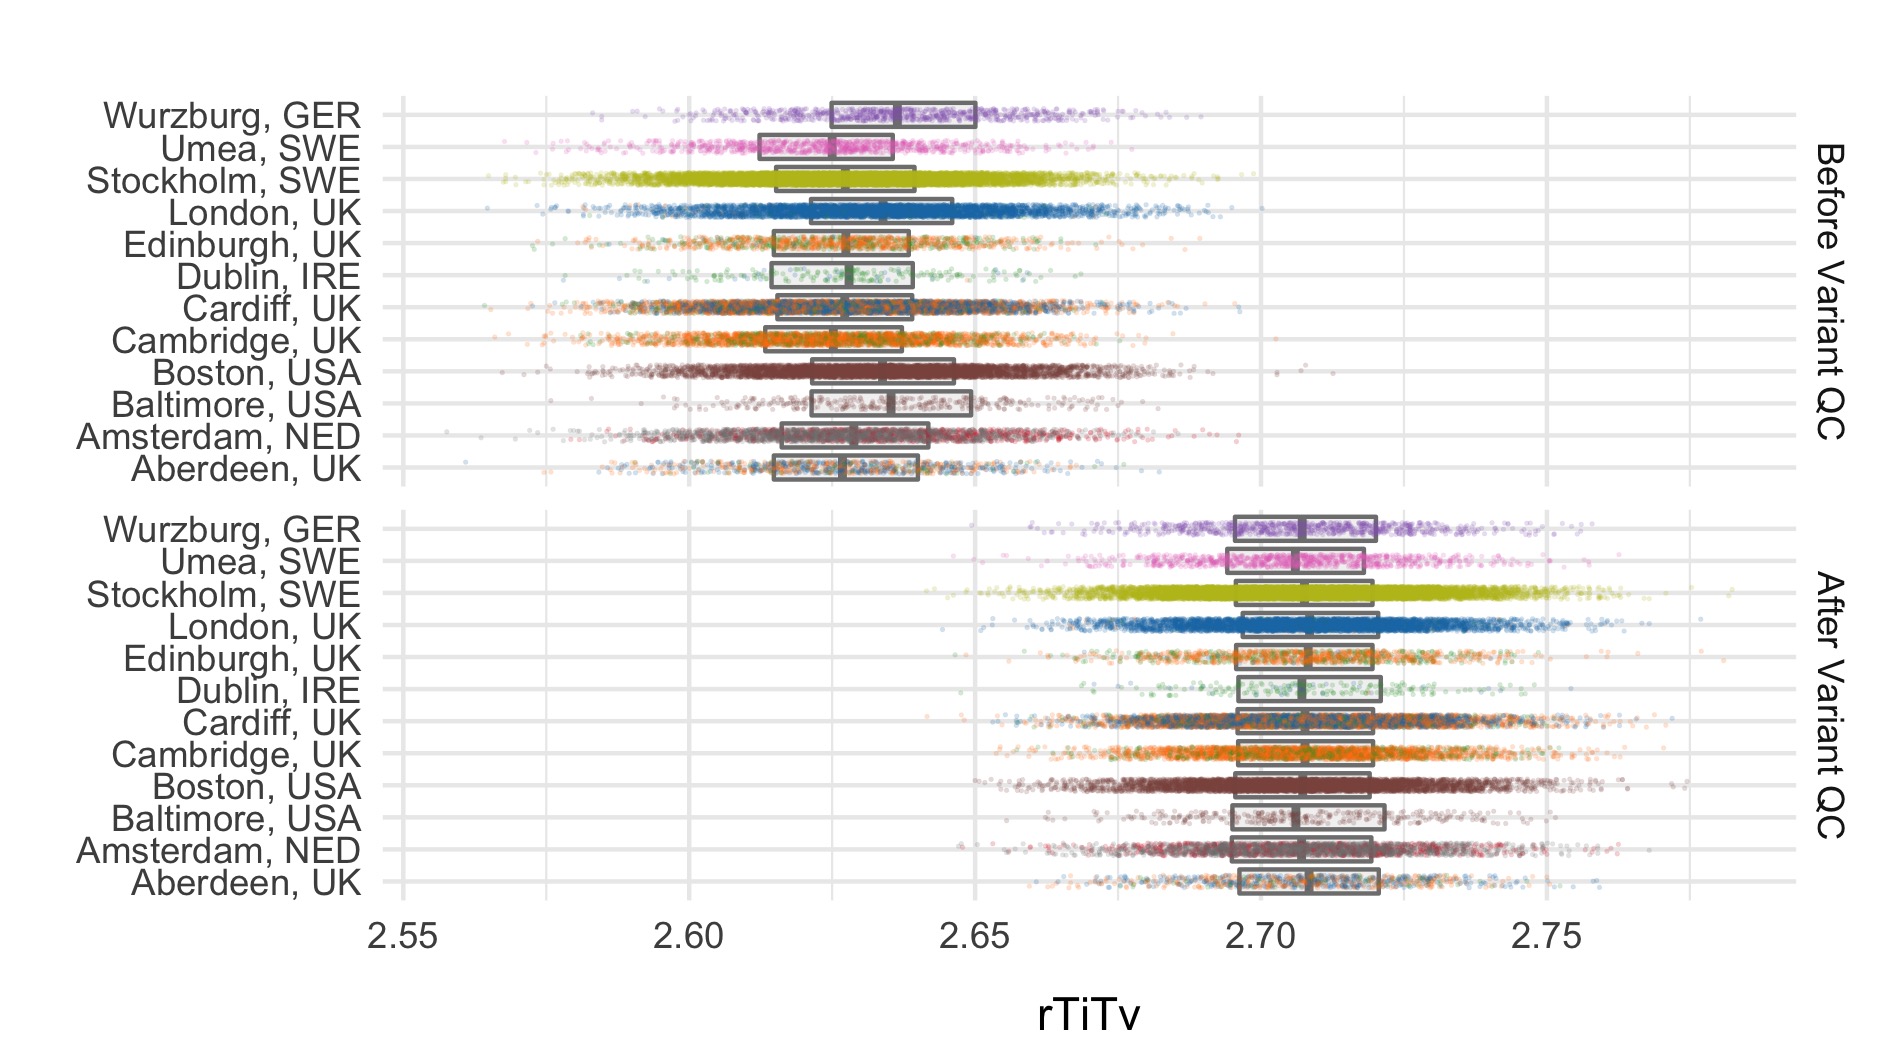 Wurzburg, GER
Umea, SWE
Stockholm, SWE
London, UK
Edinburgh, UK
Dublin, IRE
Cardiff, UK
Cambridge, UK
Boston, USA
Baltimore, USA
Amsterdam, NED
Aberdeen, UK
Before Variant QC
Wurzburg, GER
Umea, SWE
Stockholm, SWE
London, UK
Edinburgh, UK
Dublin, IRE
Cardiff, UK
Cambridge, UK
Boston, USA
Baltimore, USA
Amsterdam, NED
Aberdeen, UK
After Variant QC
2.55 2.60 2.65 2.70 2.75
rTiTv